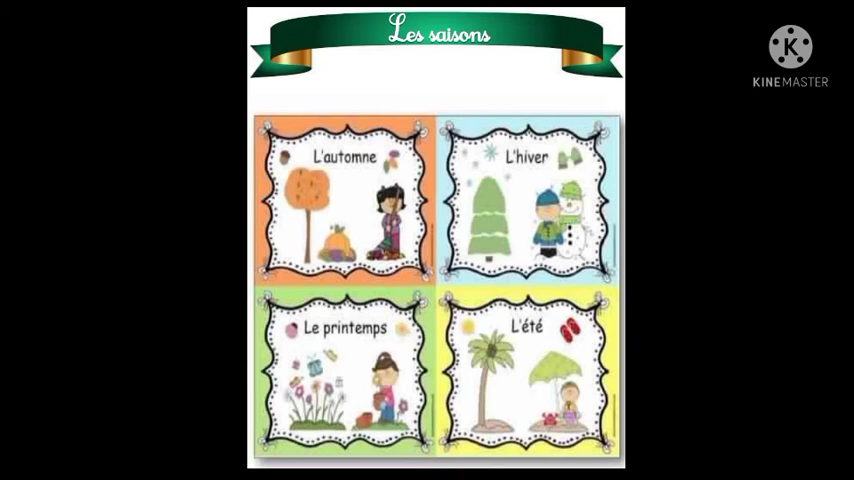 Les saisons
K
KINEMASTER
L'automne
L'hiver
Le printemps
L'été